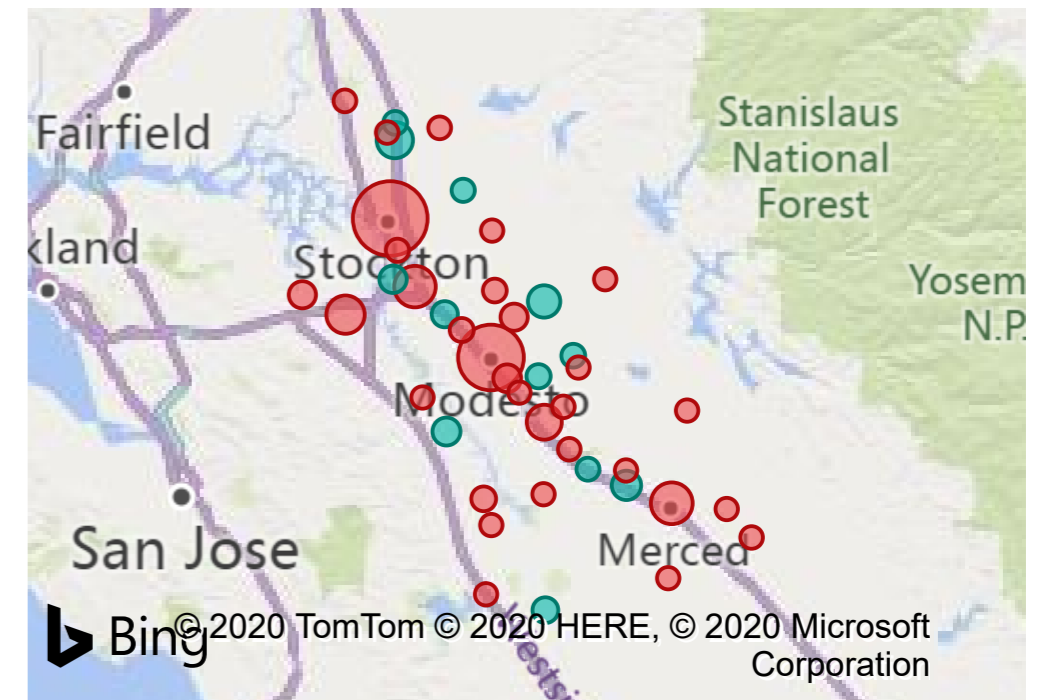 Stanislaus
National
Forest
Fairfield
kland
Stockton
Yosem
N.P.
Modesto
San Jose
Merced
Bing
© 2020 TomTom © 2020 HERE, © 2020 Microsoft
Corporation
Westsi